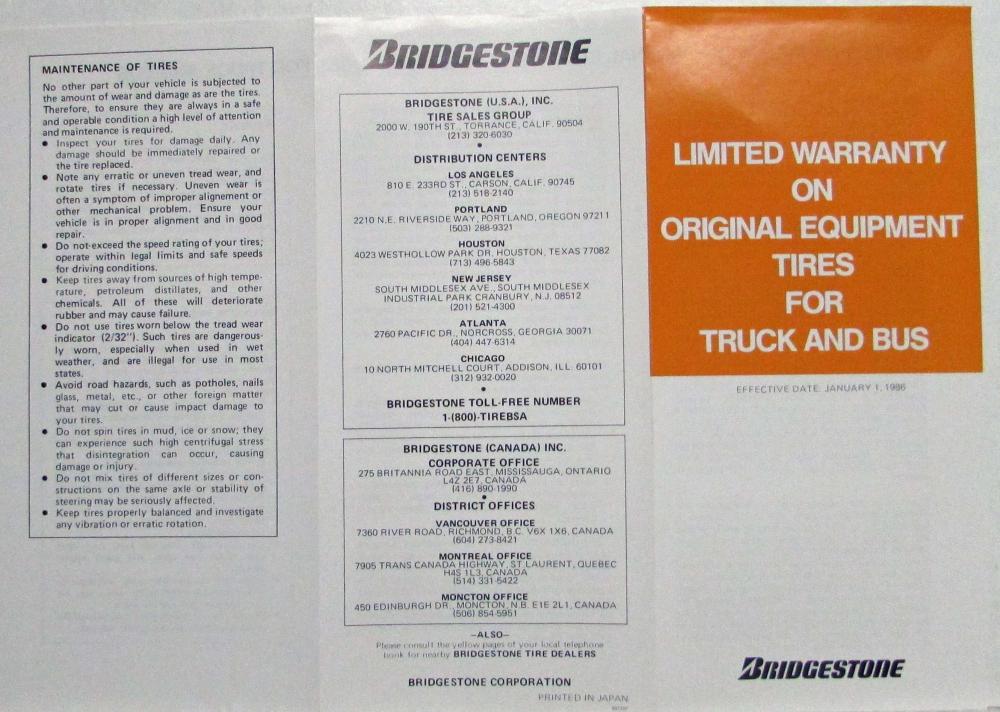 MAINTENANCE OF TIRES
No other part of your vehicle is subjected to
the amount of wear and damage as are the tires.
Therefore, to ensure they are always in a safe
and operable condition a high level of attention
and maintenance is required.
● Inspect your tires for damage daily. Any
damage should be immediately repaired or
the tire replaced.
● Note any erratic or uneven tread wear, and
rotate tires if necessary. Uneven wear is
often a symptom of improper alignement or
other mechanical problem. Ensure your
vehicle is in proper alignment and in good
repair.
● Do not exceed the speed rating of your tires;
operate within legal limits and safe speeds
for driving conditions.
● Keep tires away from sources of high tempe-
rature, petroleum distillates, and other
chemicals. All of these will deteriorate
rubber and may cause failure.
● Do not use tires worn below the tread wear
indicator (2/32"). Such tires are dangerous-
ly worn, especially when used in wet
weather, and are illegal for use in most
states.
● Avoid road hazards, such as potholes, nails
glass, metal, etc., or other foreign matter
that may cut or cause impact damage to
your tires.
● Do not spin tires in mud, ice or snow; they
can experience such high centrifugal stress
that disintegration can occur, causing
damage or injury.
● Do not mix tires of different sizes or con-
structions on the same axle or stability of
steering may be seriously affected.
● Keep tires properly balanced and investigate
any vibration or erratic rotation.
BRIDGESTONE
BRIDGESTONE (U.S.A.), INC.
TIRE SALES GROUP
2000 W. 190TH ST., TORRANCE, CALIF. 90504
(213) 320-6030
●
DISTRIBUTION CENTERS
LOS ANGELES
810 E. 233RD ST., CARSON, CALIF. 90745
(213) 518-2140
PORTLAND
2210 N.E. RIVERSIDE WAY, PORTLAND, OREGON 97211
(503) 288-9321
HOUSTON
4023 WESTHOLLOW PARK DR, HOUSTON, TEXAS 77082
(713) 496-5843
NEW JERSEY
SOUTH MIDDLESEX AVE., SOUTH MIDDLESEX
INDUSTRIAL PARK CRANBURY, N.J. 08512
(201) 521-4300
ATLANTA
2760 PACIFIC DR., NORCROSS, GEORGIA 30071
(404) 447-6314
CHICAGO
10 NORTH MITCHELL COURT, ADDISON, ILL. 60101
(312) 932-0020
●
BRIDGESTONE TOLL-FREE NUMBER
1-(800)-TIREBSA
BRIDGESTONE (CANADA) INC.
CORPORATE OFFICE
275 BRITANNIA ROAD EAST, MISSISSAUGA, ONTARIO
L4Z 2E7, CANADA
(416) 890-1990
●
DISTRICT OFFICES
VANCOUVER OFFICE
7360 RIVER ROAD, RICHMOND, B.C. V6X 1X6, CANADA
(604) 273-8421
MONTREAL OFFICE
7905 TRANS CANADA HIGHWAY, ST LAURENT, QUEBEC
H4S 1L3, CANADA
(514) 331-5422
MONCTON OFFICE
450 EDINBURGH DR., MONCTON, N.B. E1E 2L1, CANADA
(506) 854-5951
–ALSO–
Please consult the yellow pages of your local telephone
book for nearby BRIDGESTONE TIRE DEALERS
BRIDGESTONE CORPORATION
PRINTED IN JAPAN
LIMITED WARRANTY
ON
ORIGINAL EQUIPMENT
TIRES
FOR
TRUCK AND BUS
EFFECTIVE DATE: JANUARY 1, 1986
BRIDGESTONE